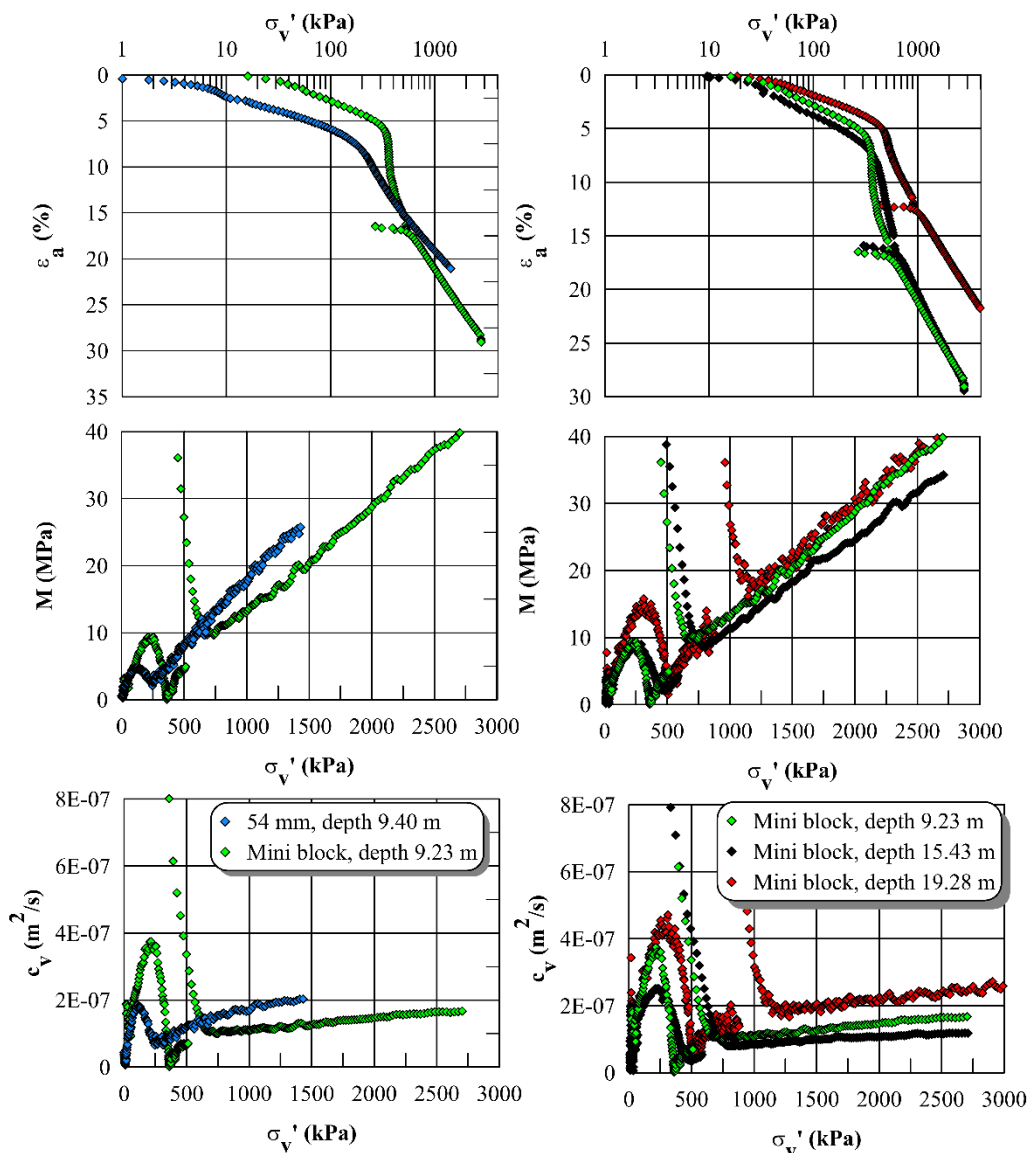 σv' (kPa) σv' (kPa)
1 10 100 1000 1 10 100 1000
0 0
5 5
10 10
15 15
20 20
25 25
30 30
35 35
εa (%) εa (%)
40 40
30 30
20 20
10 10
0 0
M (MPa) M (MPa)
0 500 1000 1500 2000 2500 3000 0 500 1000 1500 2000 2500 3000
σv' (kPa) σv' (kPa)
8E-07 8E-07
54 mm, depth 9.40 m Mini block, depth 9.23 m
Mini block, depth 9.23 m Mini block, depth 15.43 m
Mini block, depth 19.28 m
6E-07 6E-07
4E-07 4E-07
2E-07 2E-07
0 0
cv (m²/s) cv (m²/s)
0 500 1000 1500 2000 2500 3000 0 500 1000 1500 2000 2500 3000
σv' (kPa) σv' (kPa)